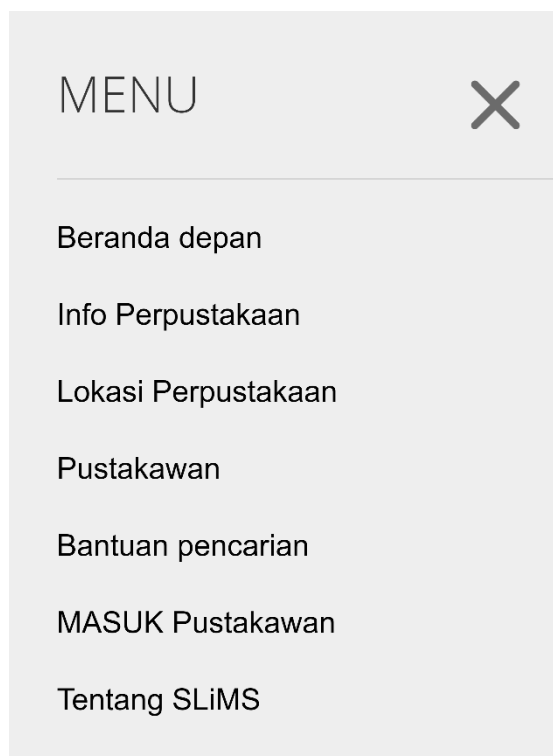 MENU
Beranda depan
Info Perpustakaan
Lokasi Perpustakaan
Pustakawan
Bantuan pencarian
MASUK Pustakawan
Tentang SLiMS